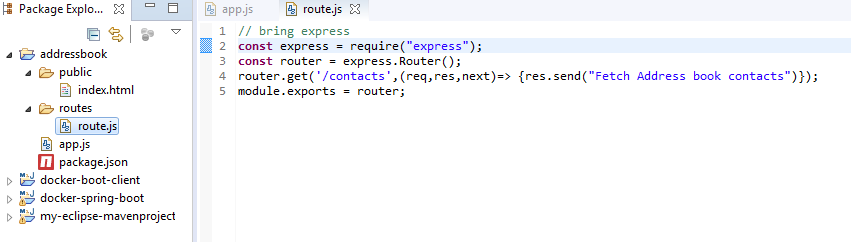 Package Explo...
addressbook
public
index.html
routes
route.js
app.js
package.json
docker-boot-client
docker-spring-boot
my-eclipse-mavenproject
app.js
route.js
1 // bring express
2 const express = require("express");
3 const router = express.Router();
4 router.get('/contacts',(req,res,next)=> {res.send("Fetch Address book contacts")});
5 module.exports = router;